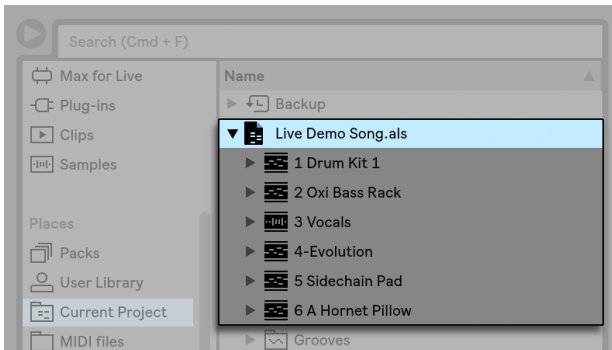 Search (Cmd + F)
Max for Live
Plug-ins
Clips
Samples
Places
Packs
User Library
Current Project
MIDI files
Name
Backup
Live Demo Song.als
1 Drum Kit 1
2 Oxi Bass Rack
3 Vocals
4-Evolution
5 Sidechain Pad
6 A Hornet Pillow
Grooves